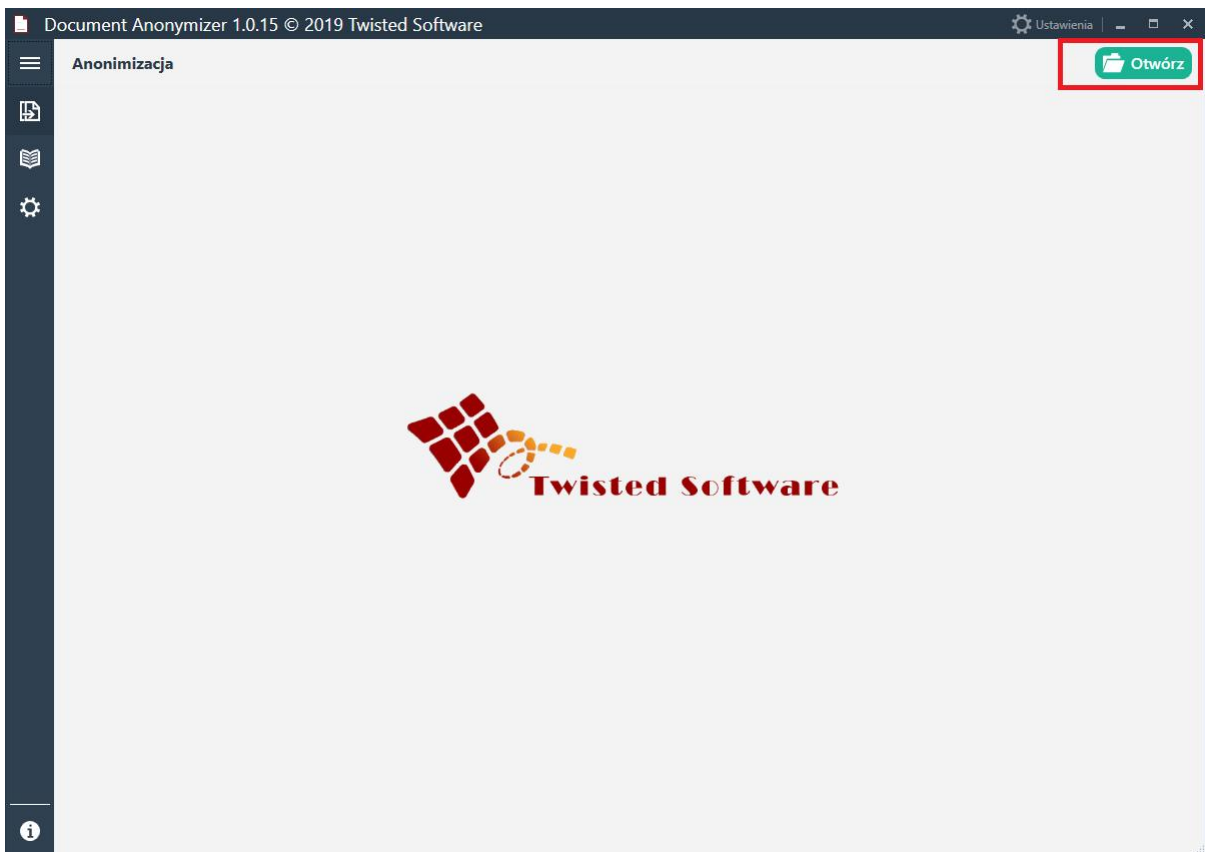 Document Anonymizer 1.0.15 © 2019 Twisted Software
Ustawienia
Anonimizacja
Otwórz
Twisted Software